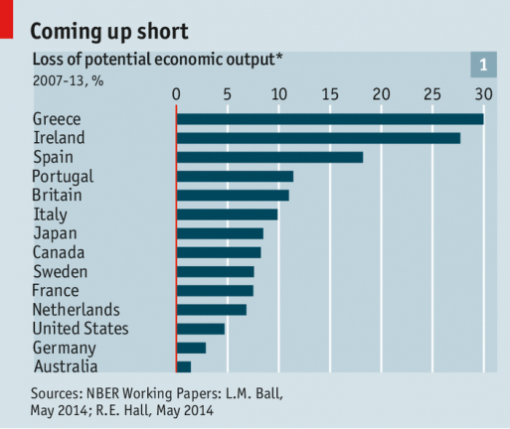 Coming up short
Loss of potential economic output*
1
2007-13, %
0 5 10 15 20 25 30
Greece
Ireland
Spain
Portugal
Britain
Italy
Japan
Canada
Sweden
France
Netherlands
United States
Germany
Australia
Sources: NBER Working Papers: L.M. Ball,
May 2014; R.E. Hall, May 2014